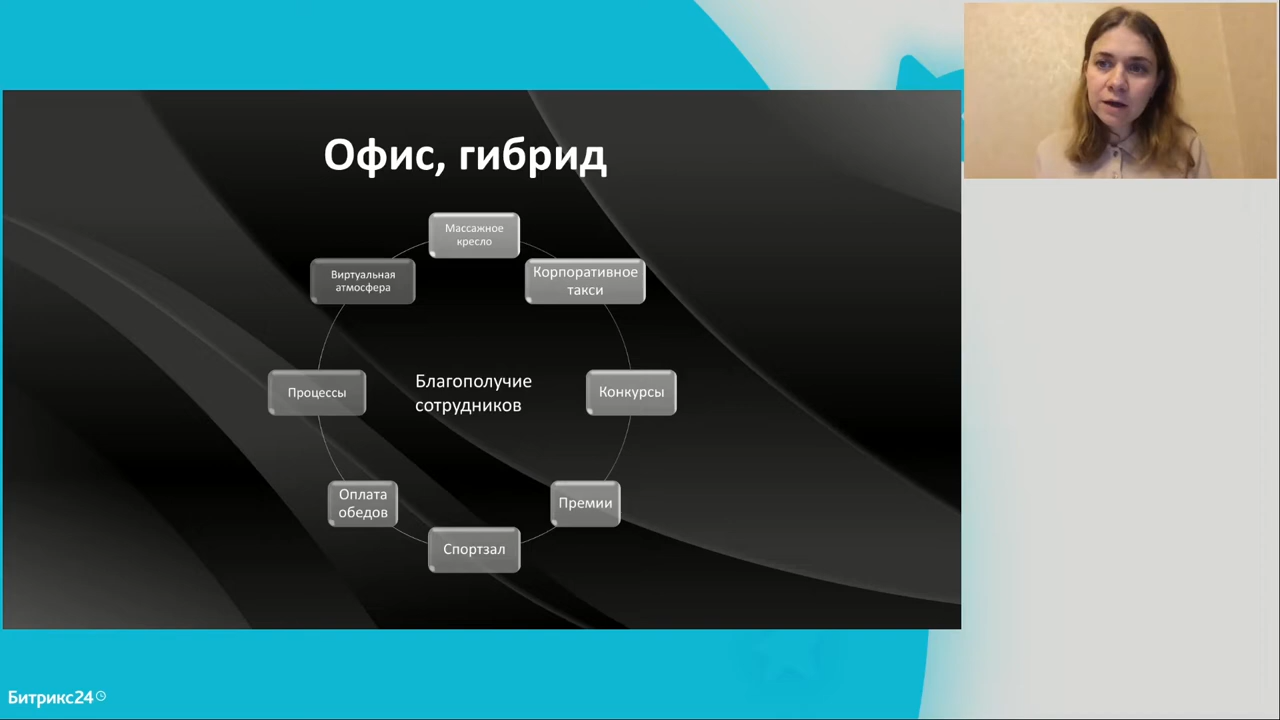 Офис, гибрид
Массажное
кресло
Виртуальная
атмосфера
Корпоративное
такси
Процессы
Благополучие
сотрудников
Конкурсы
Оплата
обедов
Премии
Спортзал
Битрикс24